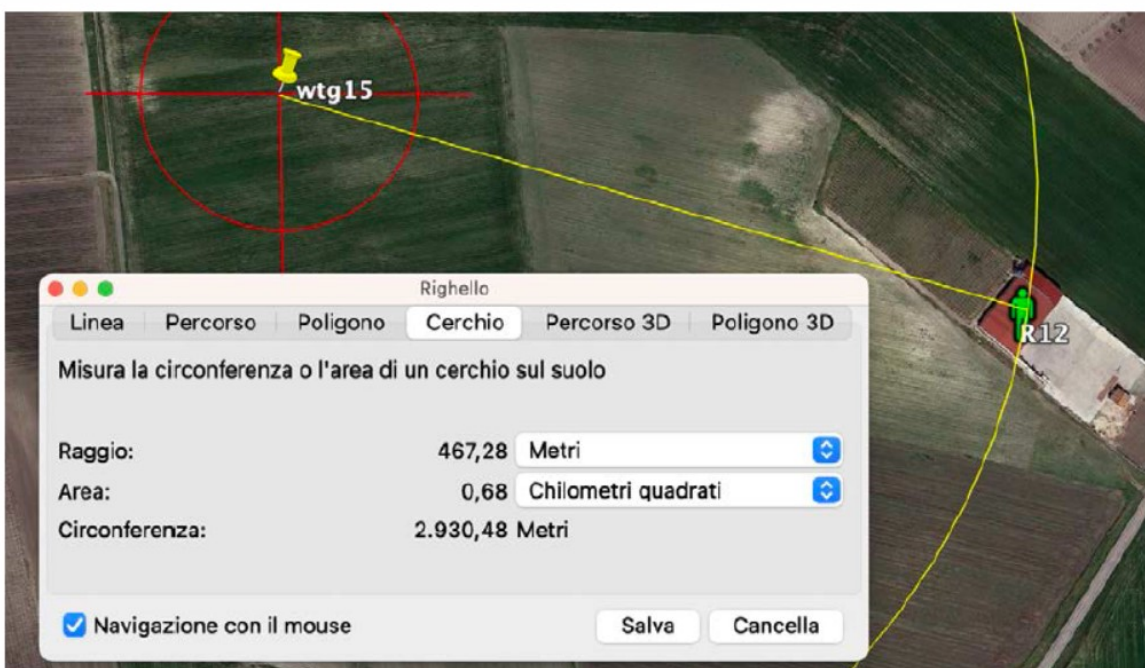 wtg15
R12
Righello
Linea Percorso Poligono Cerchio Percorso 3D Poligono 3D
Misura la circonferenza o l'area di un cerchio sul suolo
Raggio: 467,28 Metri
Area: 0,68 Chilometri quadrati
Circonferenza: 2.930,48 Metri
Navigazione con il mouse Salva Cancella